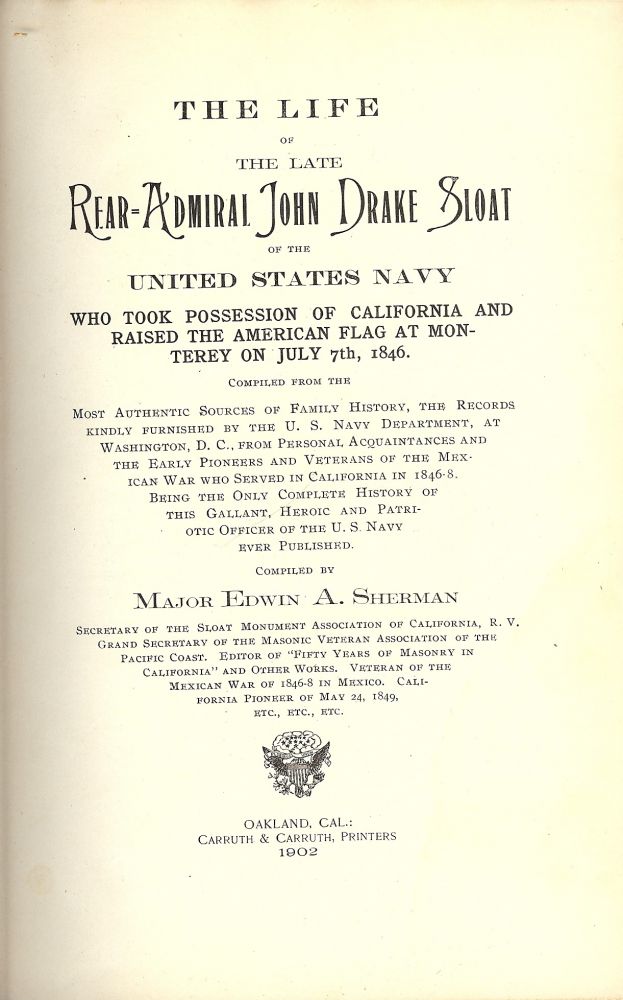 THE LIFE
OF
THE LATE
REAR=ADMIRAL JOHN DRAKE SLOAT
OF THE
UNITED STATES NAVY
WHO TOOK POSSESSION OF CALIFORNIA AND
RAISED THE AMERICAN FLAG AT MON-
TEREY ON JULY 7th, 1846.
COMPILED FROM THE
MOST AUTHENTIC SOURCES OF FAMILY HISTORY, THE RECORDS
KINDLY FURNISHED BY THE U. S. NAVY DEPARTMENT, AT
WASHINGTON, D. C., FROM PERSONAL ACQUAINTANCES AND
THE EARLY PIONEERS AND VETERANS OF THE MEX-
ICAN WAR WHO SERVED IN CALIFORNIA IN 1846-8.
BEING THE ONLY COMPLETE HISTORY OF
THIS GALLANT, HEROIC AND PATRI-
OTIC OFFICER OF THE U. S. NAVY
EVER PUBLISHED.
COMPILED BY
MAJOR EDWIN A. SHERMAN
SECRETARY OF THE SLOAT MONUMENT ASSOCIATION OF CALIFORNIA, R. V.
GRAND SECRETARY OF THE MASONIC VETERAN ASSOCIATION OF THE
PACIFIC COAST. EDITOR OF "FIFTY YEARS OF MASONRY IN
CALIFORNIA" AND OTHER WORKS. VETERAN OF THE
MEXICAN WAR OF 1846-8 IN MEXICO. CALI-
FORNIA PIONEER OF MAY 24, 1849,
ETC., ETC., ETC.
OAKLAND, CAL.:
CARRUTH & CARRUTH, PRINTERS
1902